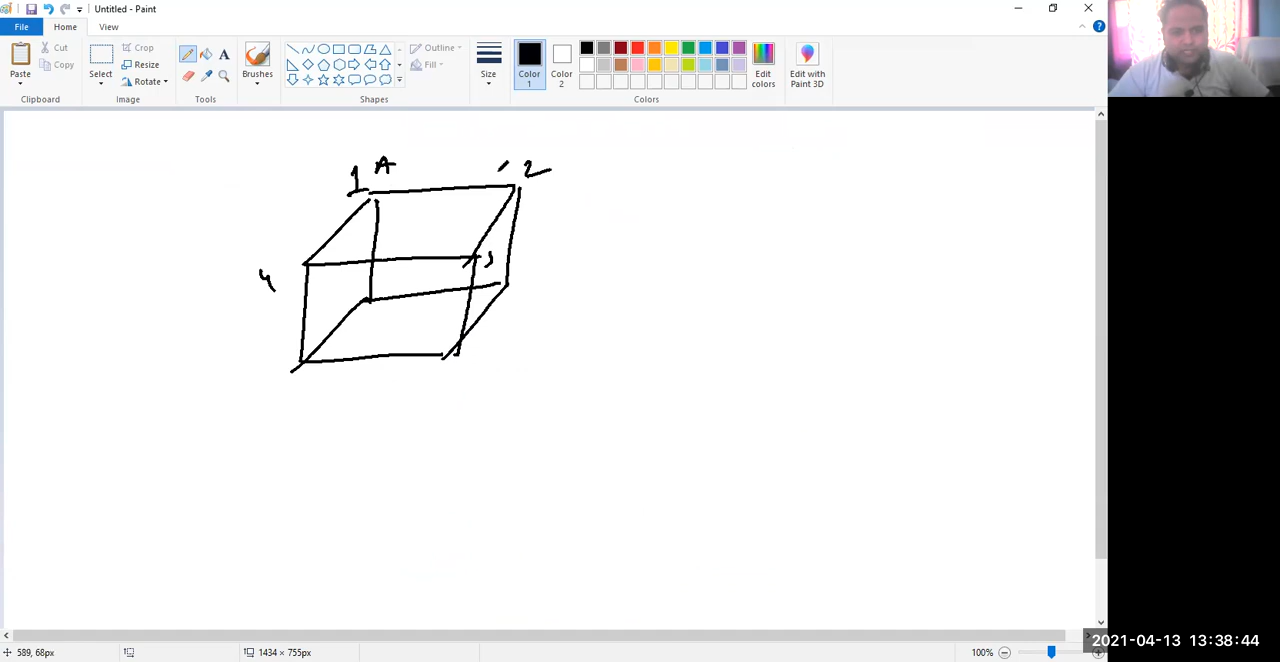 Untitled - Paint
File Home View
Paste
Cut
Copy
Clipboard
Select
Crop
Resize
Rotate
Image
Tools
Brushes
Shapes
Outline
Fill
Size
Color 1
Color 2
Edit colors
Colors
Edit with Paint 3D
1 A 2
4
589, 68px
1434 × 755px
100%
2021-04-13 13:38:44